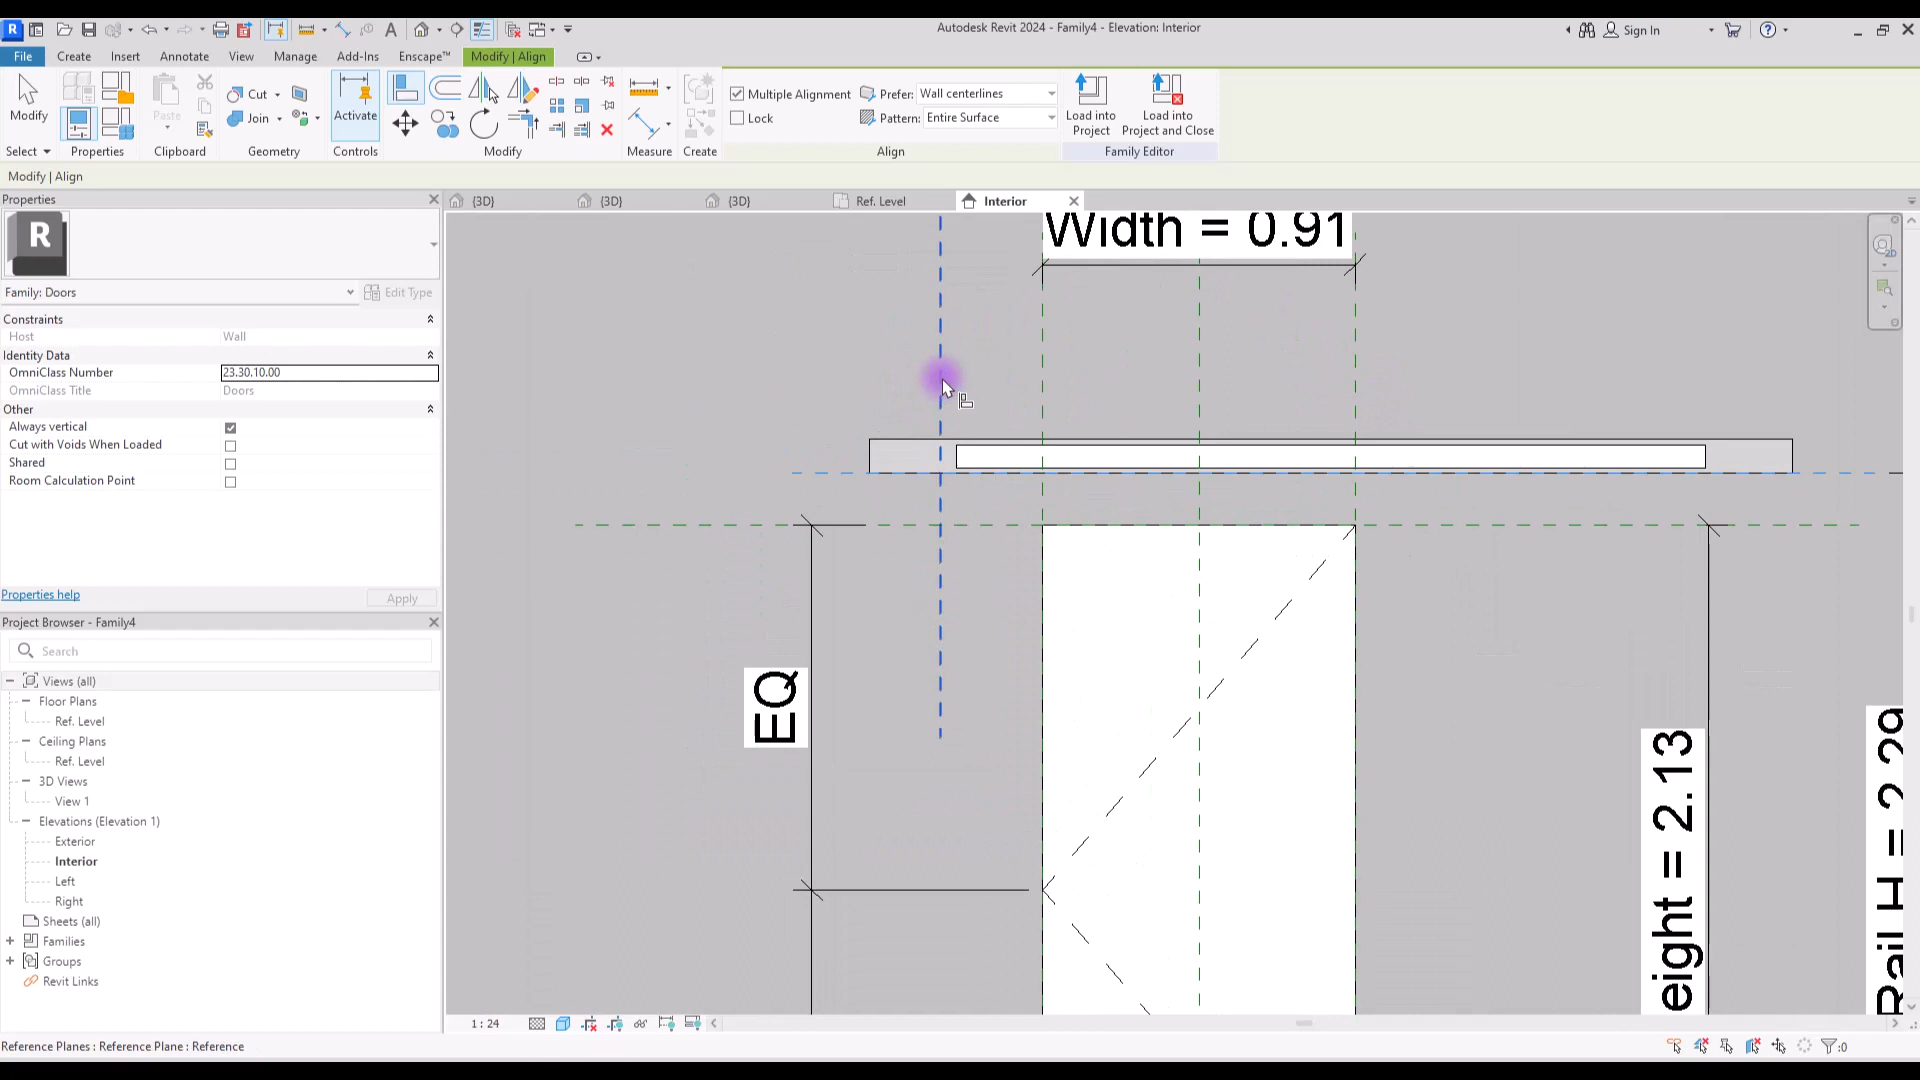 R
Autodesk Revit 2024 - Family4 - Elevation: Interior
Sign In
File
Create
Insert
Annotate
View
Manage
Add-Ins
Enscape™
Modify | Align
Modify
Select
Properties
Paste
Clipboard
Cut
Join
Geometry
Activate
Controls
Modify
Measure
Create
Multiple Alignment
Lock
Prefer:
Wall centerlines
Pattern:
Entire Surface
Align
Load into
Project
Load into
Project and Close
Family Editor
Modify | Align
Properties
{3D}
{3D}
{3D}
Ref. Level
Interior
R
Family: Doors
Edit Type
Constraints
Host
Wall
Identity Data
OmniClass Number
23.30.10.00
OmniClass Title
Doors
Other
Always vertical
Cut with Voids When Loaded
Shared
Room Calculation Point
Properties help
Apply
Project Browser - Family4
Search
Views (all)
Floor Plans
Ref. Level
Ceiling Plans
Ref. Level
3D Views
View 1
Elevations (Elevation 1)
Exterior
Interior
Left
Right
Sheets (all)
Families
Groups
Revit Links
Width = 0.91
2D
EQ
eight = 2.13
Rail H = 2.29
1 : 24
Reference Planes : Reference Plane : Reference
:0